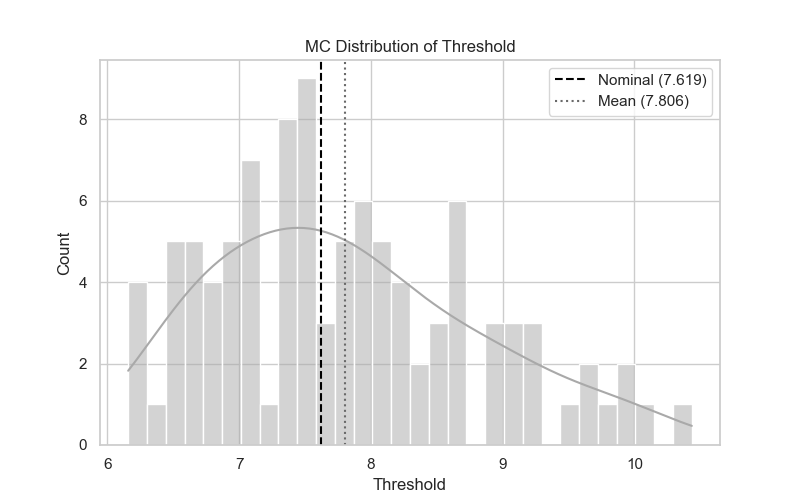 MC Distribution of Threshold
Nominal (7.619)
Mean (7.806)
Count
8
6
4
2
0
6 7 8 9 10
Threshold